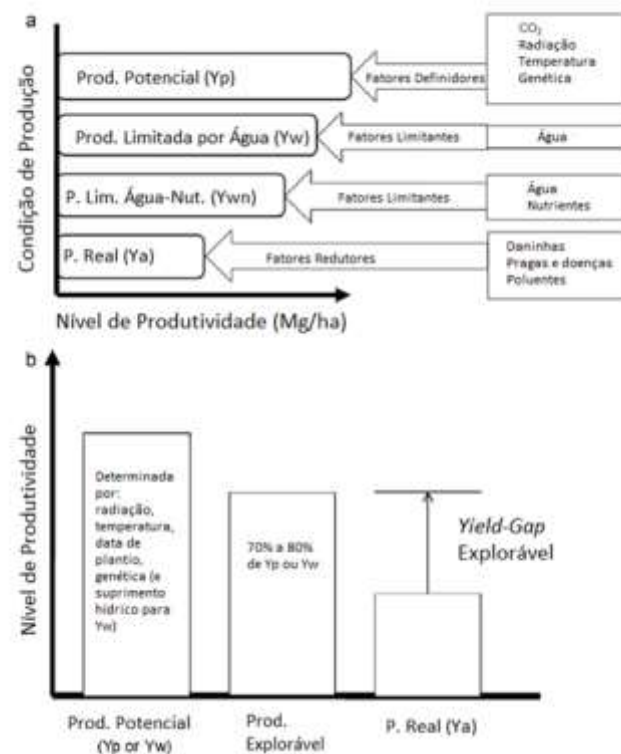 a
Condição de Produção
CO₂
Radiação
Temperatura
Genética
Prod. Potencial (Yp)
Fatores Definidores
Prod. Limitada por Água (Yw)
Fatores Limitantes
Água
P. Lim. Água-Nut. (Ywn)
Fatores Limitantes
Água
Nutrientes
P. Real (Ya)
Fatores Redutores
Daninhas
Pragas e doenças
Poluentes
Nível de Produtividade (Mg/ha)
b
Nível de Produtividade
Determinada
por:
radiação,
temperatura,
data de
plantio,
genética (e
suprimento
hídrico para
Yw)
70% a 80%
de Yp ou Yw
Yield-Gap
Explorável
Prod. Potencial
(Yp or Yw)
Prod.
Explorável
P. Real (Ya)